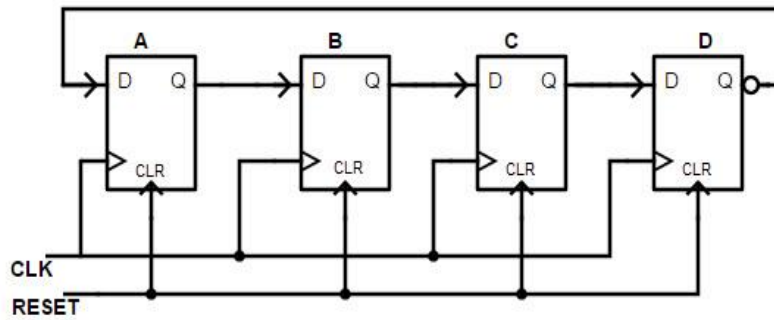 A B C D
D Q D Q D Q D Q
CLR CLR CLR CLR
CLK
RESET